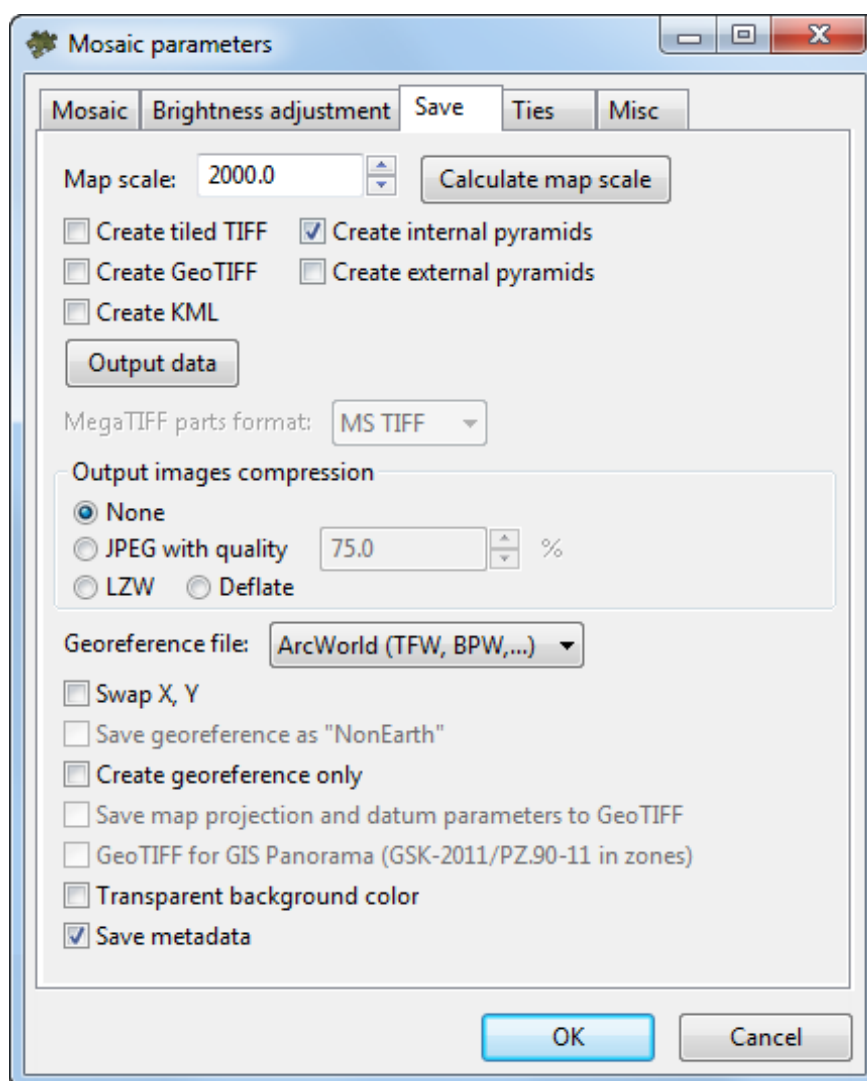 Mosaic parameters
Mosaic Brightness adjustment Save Ties Misc
Map scale: 2000.0 Calculate map scale
Create tiled TIFF Create internal pyramids
Create GeoTIFF Create external pyramids
Create KML
Output data
MegaTIFF parts format: MS TIFF
Output images compression
None
JPEG with quality 75.0 %
LZW Deflate
Georeference file: ArcWorld (TFW, BPW,...)
Swap X, Y
Save georeference as "NonEarth"
Create georeference only
Save map projection and datum parameters to GeoTIFF
GeoTIFF for GIS Panorama (GSK-2011/PZ.90-11 in zones)
Transparent background color
Save metadata
OK Cancel